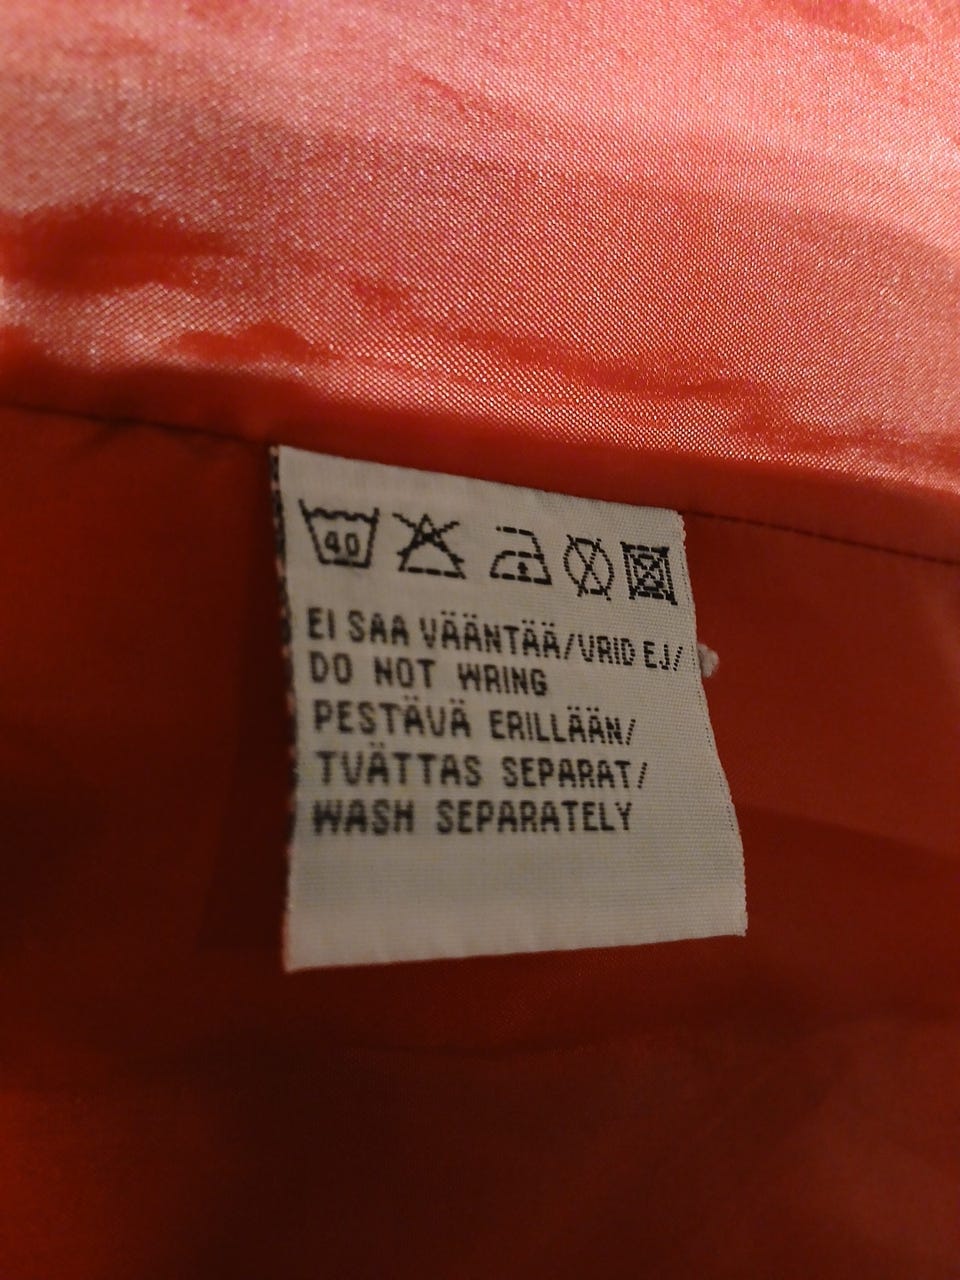 40
EI SAA VÄÄNTÄÄ/VRID EJ/
DO NOT WRING
PESTÄVÄ ERILLÄÄN/
TVÄTTAS SEPARAT/
WASH SEPARATELY